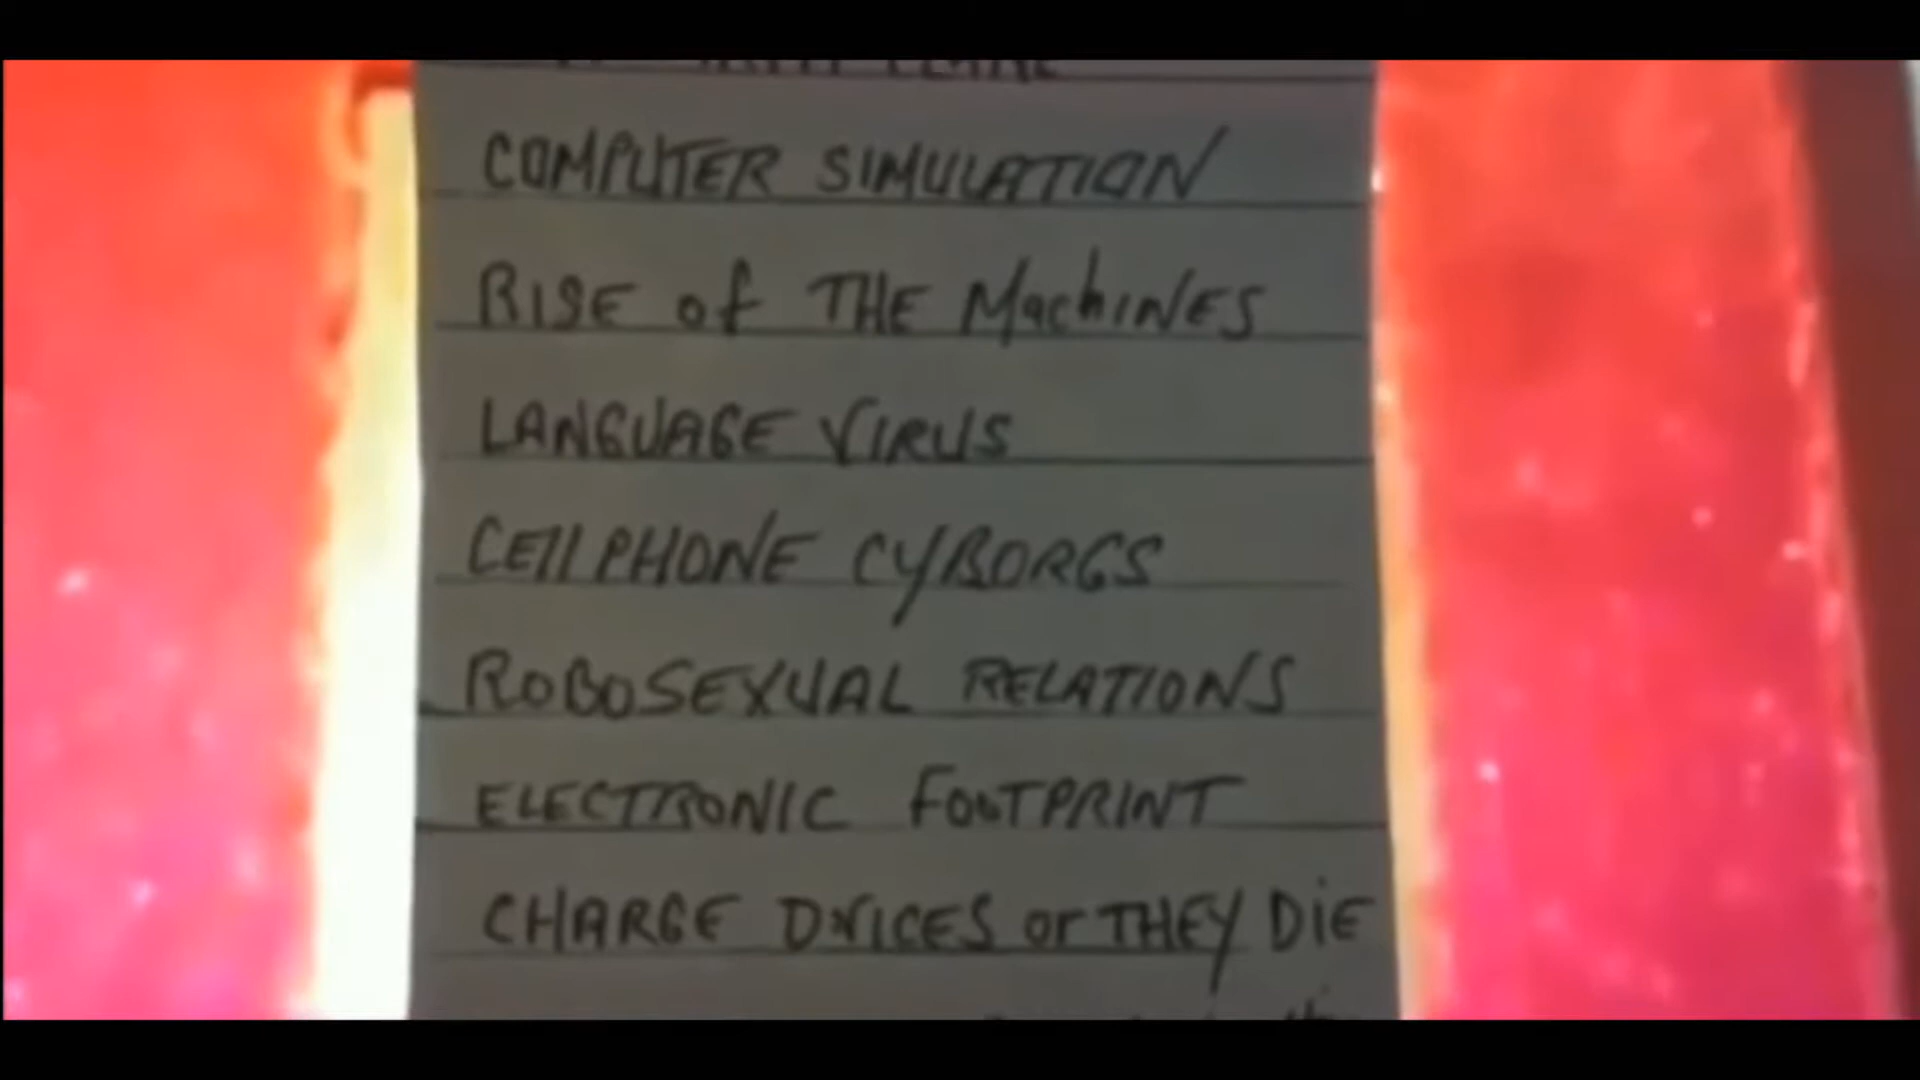 COMPUTER SIMULATION
RISE of THE MachINES
LANGUAGE VIRUS
CEllPHONE CYBORGS
ROBOSEXUAL RELATIONS
ELECTRONIC FOOTPRINT
CHARGE DVICES or THEY DiE